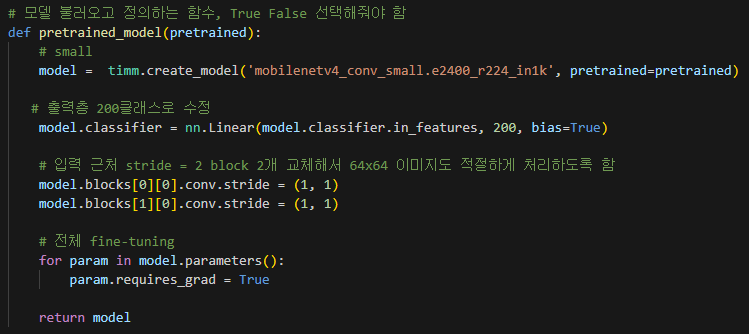 # 모델 불러오고 정의하는 함수, True False 선택해줘야 함
def pretrained_model(pretrained):
    # small
    model =  timm.create_model('mobilenetv4_conv_small.e2400_r224_in1k', pretrained=pretrained)
   # 출력층 200클래스로 수정
    model.classifier = nn.Linear(model.classifier.in_features, 200, bias=True)
    # 입력 근처 stride = 2 block 2개 교체해서 64x64 이미지도 적절하게 처리하도록 함
    model.blocks[0][0].conv.stride = (1, 1)
    model.blocks[1][0].conv.stride = (1, 1)
    # 전체 fine-tuning
    for param in model.parameters():
        param.requires_grad = True
    return model